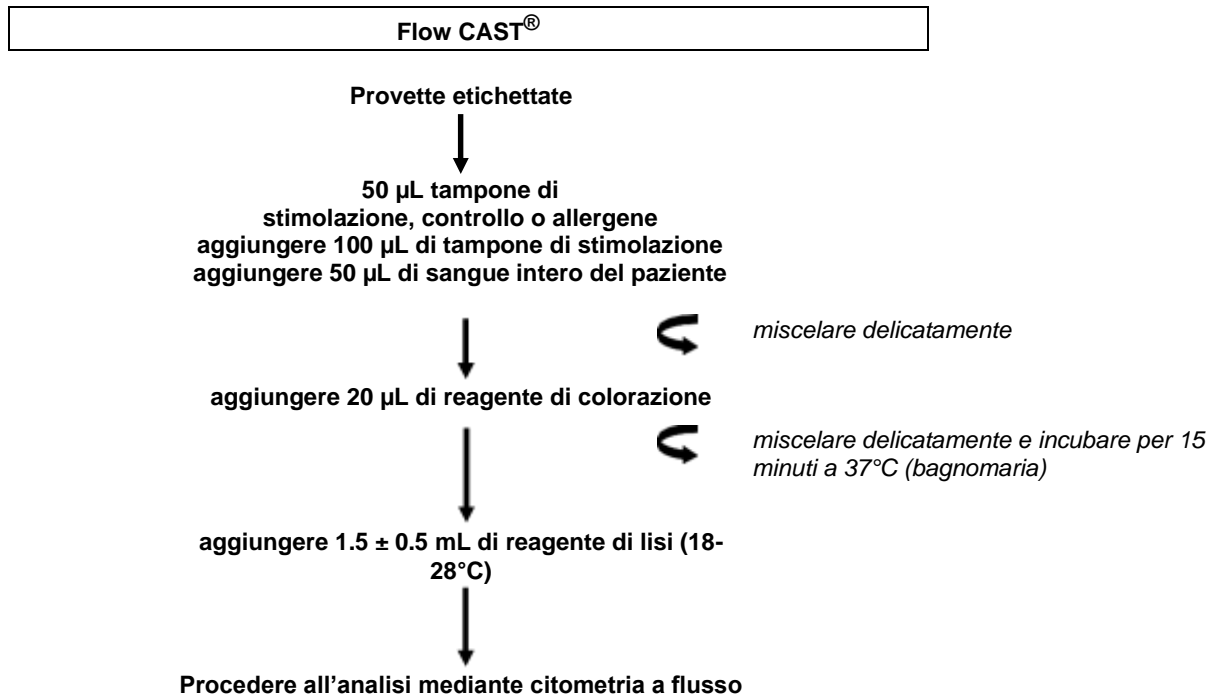 Flow CAST®
Provette etichettate
50 µL tampone di
stimolazione, controllo o allergene
aggiungere 100 µL di tampone di stimolazione
aggiungere 50 µL di sangue intero del paziente
miscelare delicatamente
aggiungere 20 µL di reagente di colorazione
miscelare delicatamente e incubare per 15
minuti a 37°C (bagnomaria)
aggiungere 1.5 ± 0.5 mL di reagente di lisi (18-
28°C)
Procedere all'analisi mediante citometria a flusso